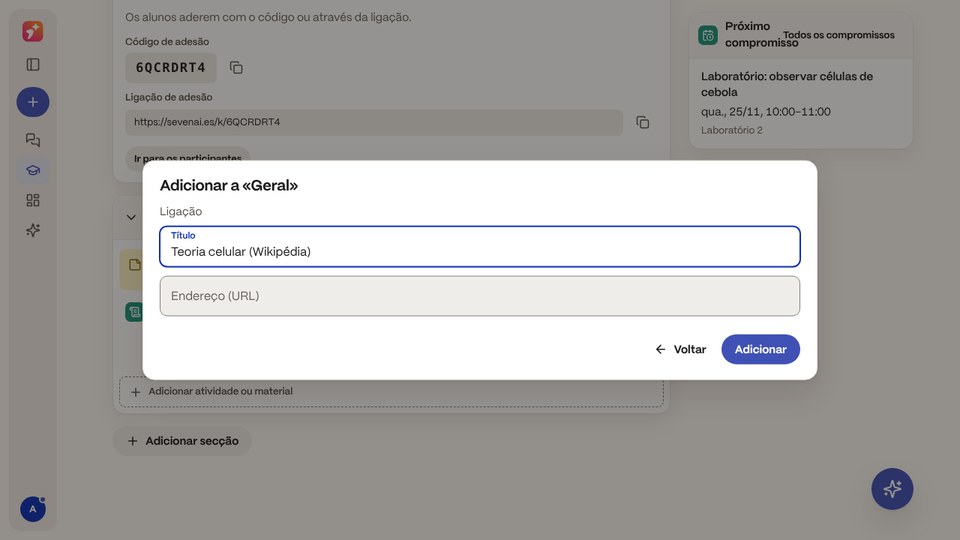 Os alunos aderem com o código ou através da ligação.
Código de adesão
6QCRDRT4
Ligação de adesão
https://sevenai.es/k/6QCRDRT4
Ir para os participantes
Próximo compromisso
Todos os compromissos
Laboratório: observar células de
cebola
qua., 25/11, 10:00–11:00
Laboratório 2
Adicionar a «Geral»
Ligação
Título
Teoria celular (Wikipédia)
Endereço (URL)
Voltar
Adicionar
Adicionar atividade ou material
Adicionar secção
A